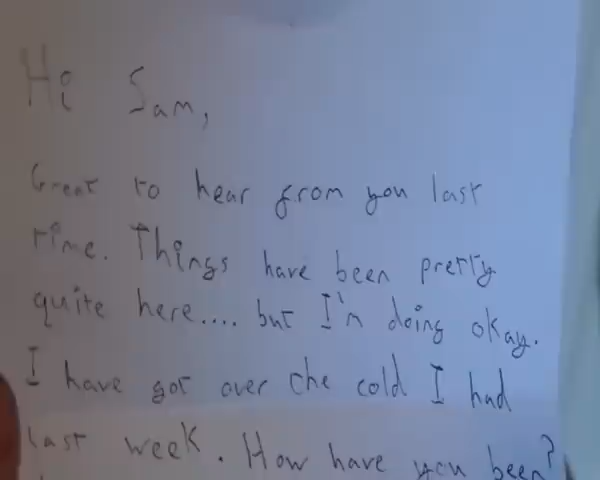 Hi Sam,
Great to hear from you last
time. Things have been pretty
quite here.... but I'm doing okay.
I have got over the cold I had
last week. How have you been?